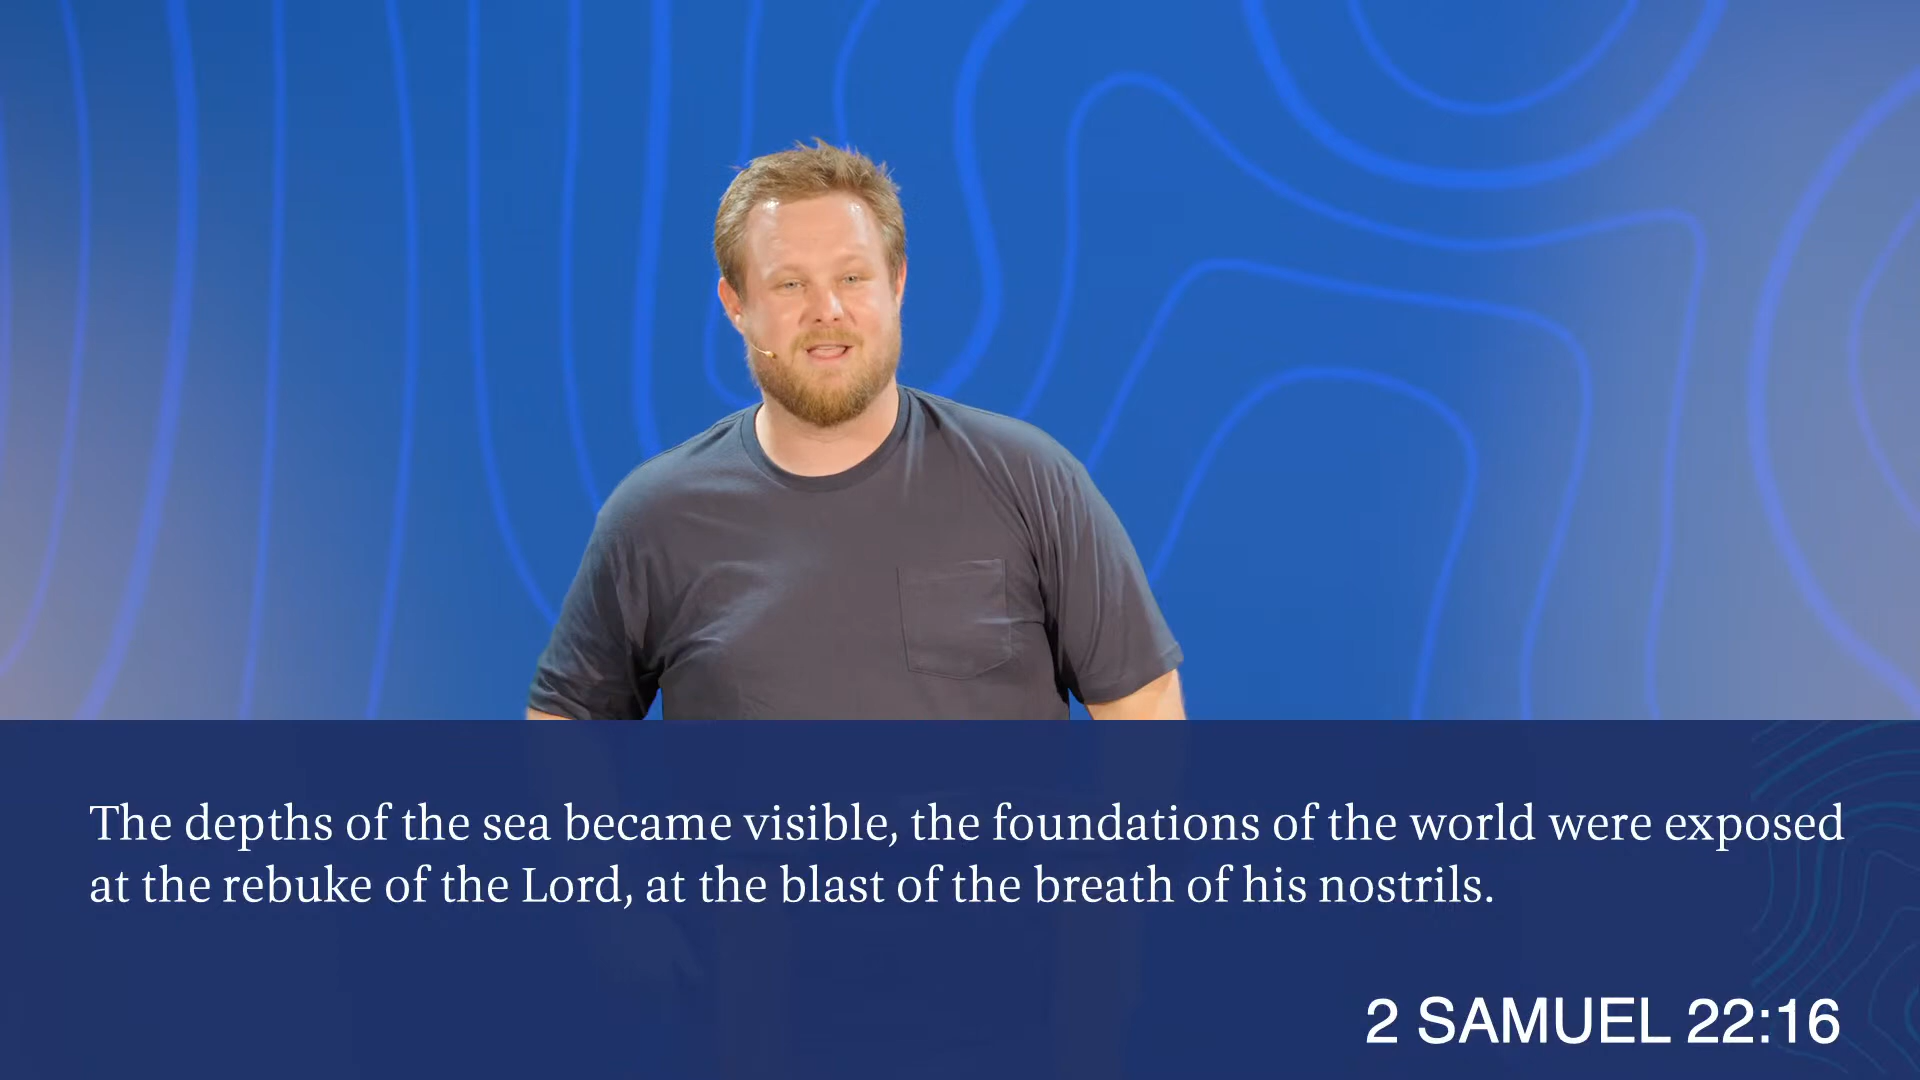 The depths of the sea became visible, the foundations of the world were exposed
at the rebuke of the Lord, at the blast of the breath of his nostrils.
2 SAMUEL 22:16